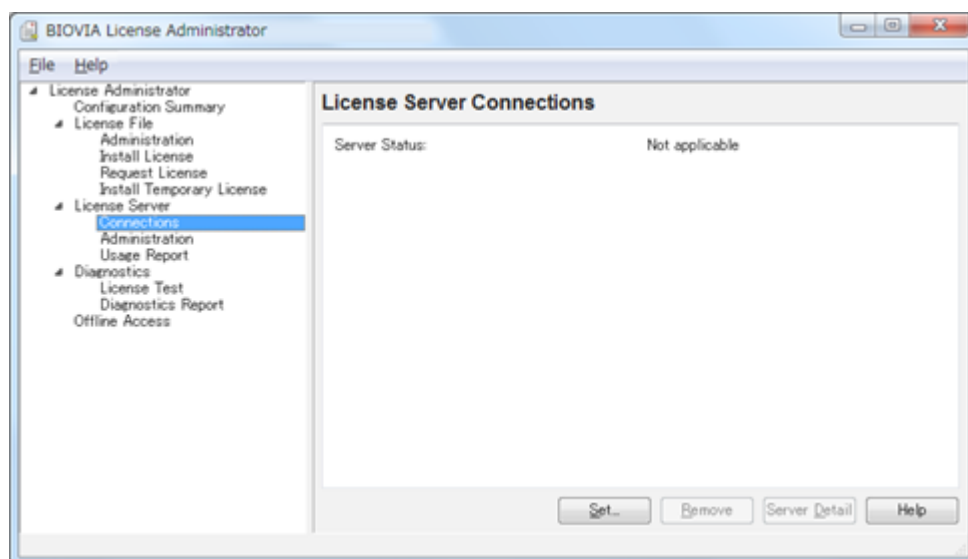 BIOVIA License Administrator
File Help
License Administrator
Configuration Summary
License File
Administration
Install License
Request License
Install Temporary License
License Server
Connections
Administration
Usage Report
Diagnostics
License Test
Diagnostics Report
Offline Access
License Server Connections
Server Status: Not applicable
Set... Remove Server Detail Help